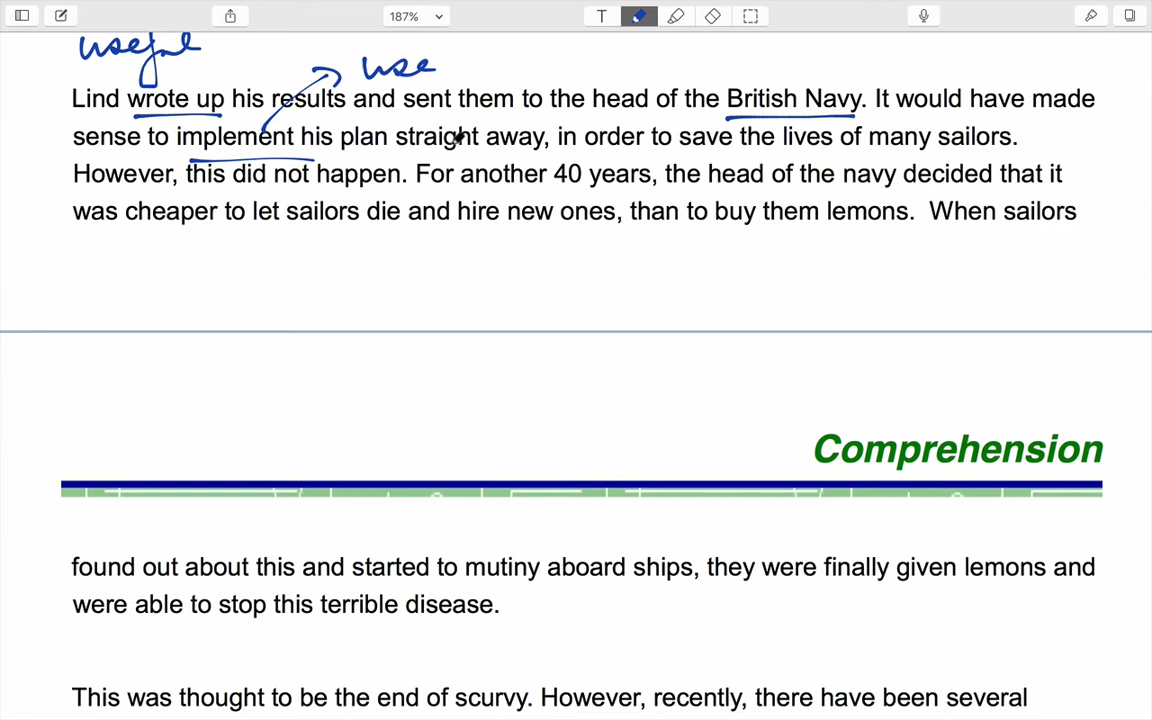 187%
T
useful
use
Lind wrote up his results and sent them to the head of the British Navy. It would have made
sense to implement his plan straight away, in order to save the lives of many sailors.
However, this did not happen. For another 40 years, the head of the navy decided that it
was cheaper to let sailors die and hire new ones, than to buy them lemons. When sailors
Comprehension
found out about this and started to mutiny aboard ships, they were finally given lemons and
were able to stop this terrible disease.
This was thought to be the end of scurvy. However, recently, there have been several